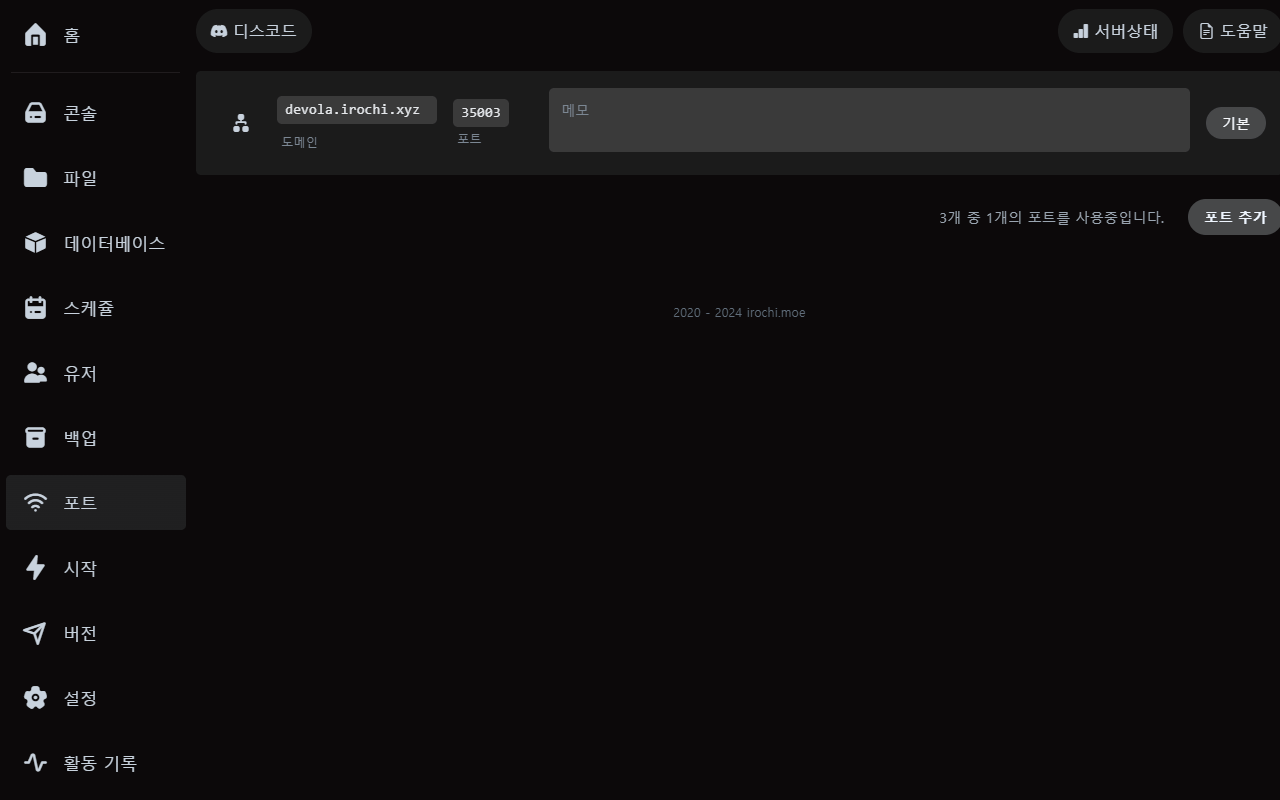 홈
디스코드
서버상태
도움말
콘솔
파일
데이터베이스
스케쥴
유저
백업
포트
시작
버전
설정
활동 기록
devola.irochi.xyz
도메인
35003
포트
메모
기본
3개 중 1개의 포트를 사용중입니다.
포트 추가
2020 - 2024 irochi.moe